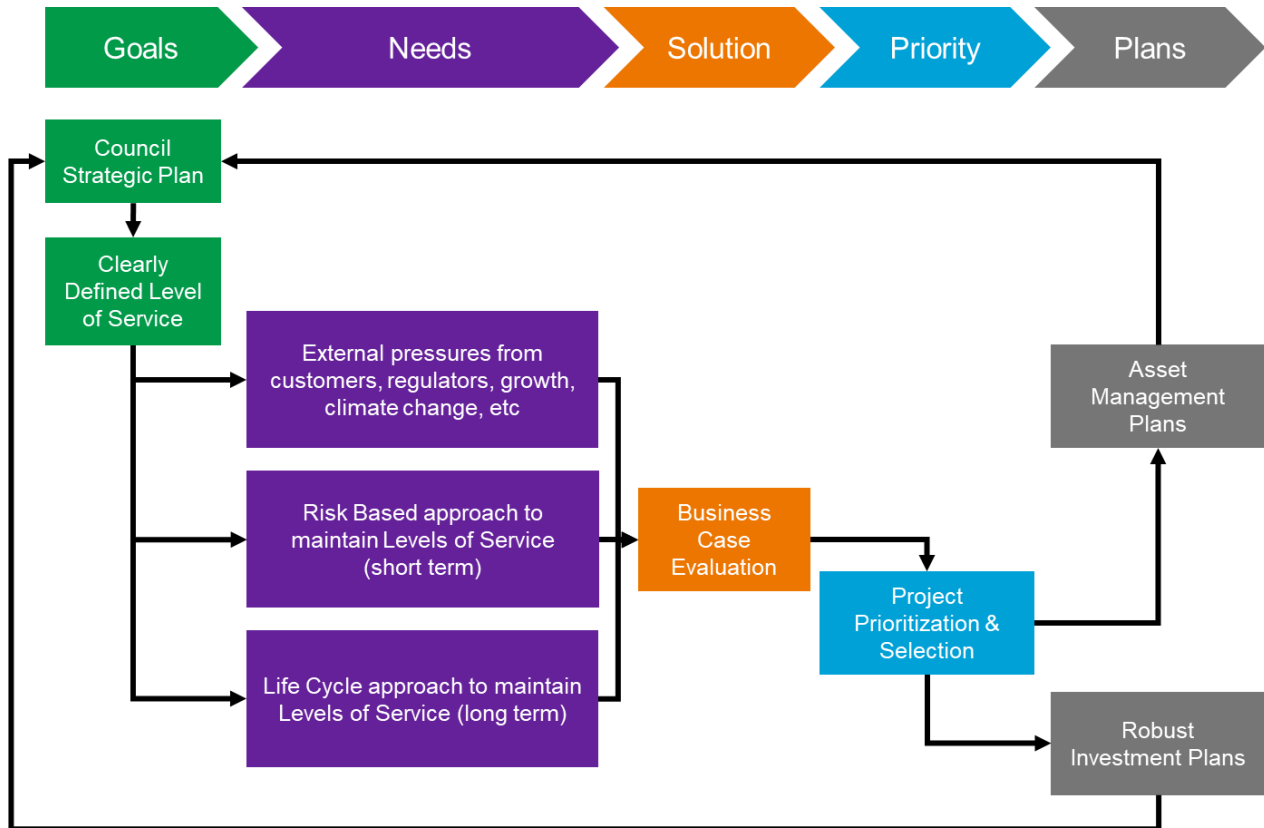 Goals
Needs
Solution
Priority
Plans
Council
Strategic Plan
Clearly
Defined Level
of Service
External pressures from
customers, regulators, growth,
climate change, etc
Risk Based approach to
maintain Levels of Service
(short term)
Life Cycle approach to maintain
Levels of Service (long term)
Business
Case
Evaluation
Project
Prioritization &
Selection
Asset
Management
Plans
Robust
Investment Plans